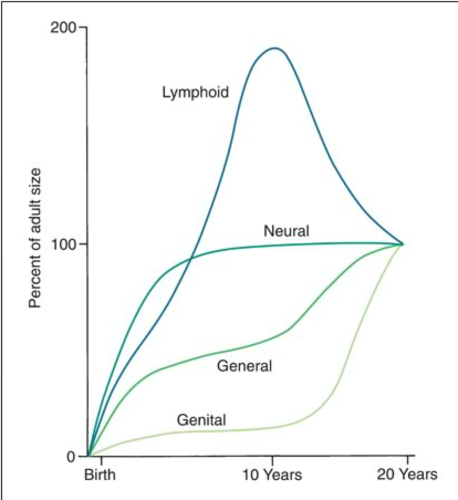 200
Lymphoid
Percent of adult size
Neural
100
General
Genital
0
Birth
10 Years
20 Years